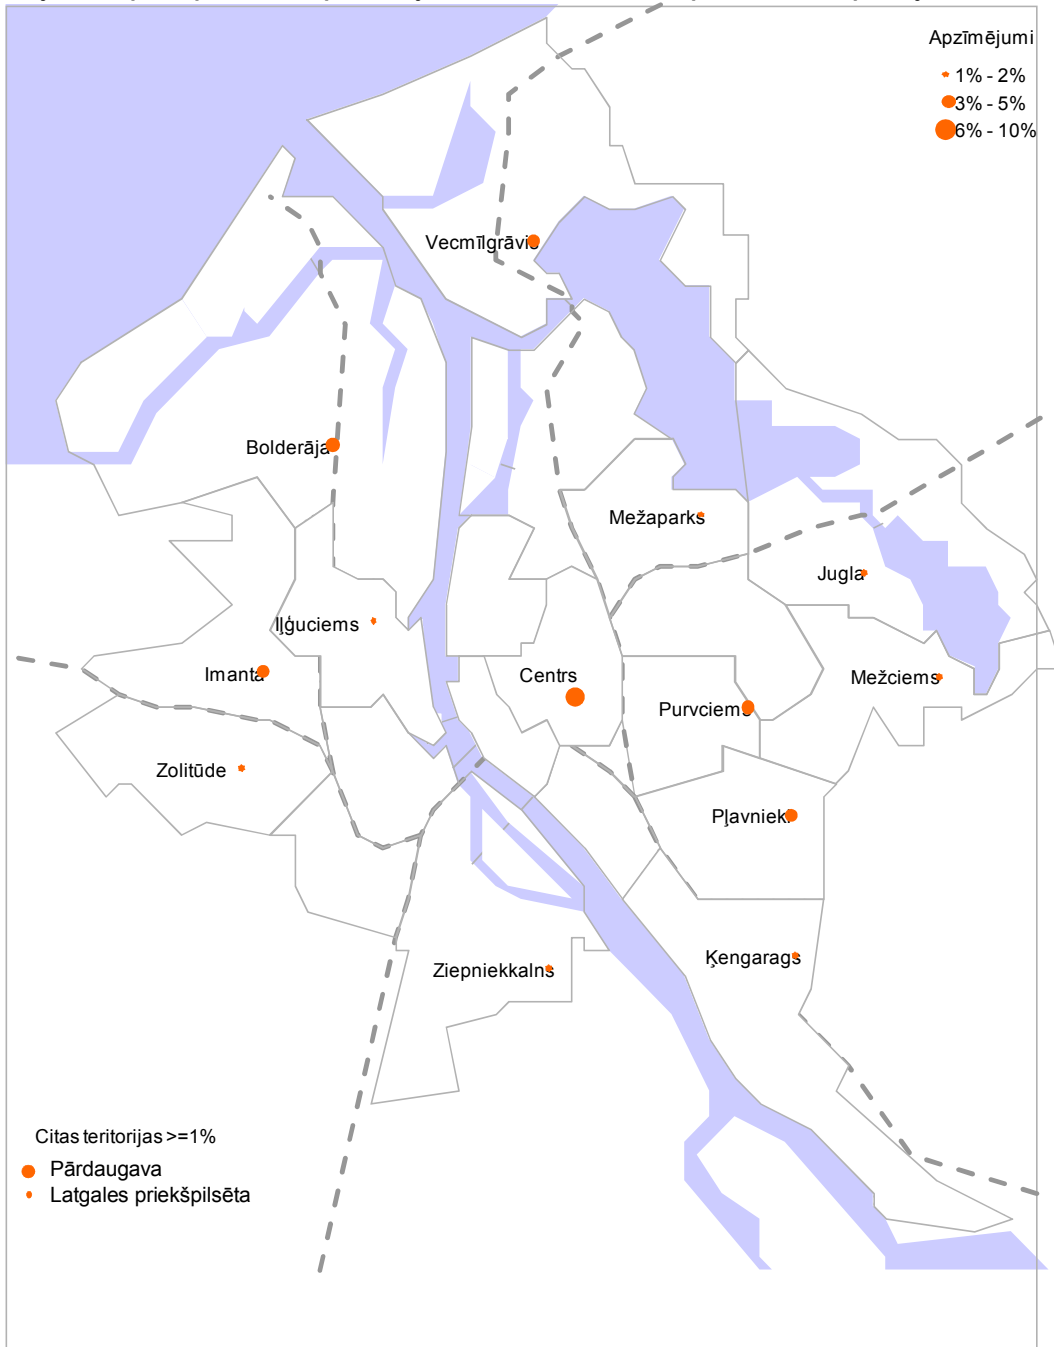 Apzīmējumi
1% - 2%
3% - 5%
6% - 10%
Vecmīlgrāvis
Bolderāja
Mežaparks
Jugla
Iļģuciems
Imanta
Centrs
Mežciems
Purvciems
Zolitūde
Pļavnieki
Ķengarags
Ziepniekkalns
Citas teritorijas >=1%
Pārdaugava
Latgales priekšpilsēta